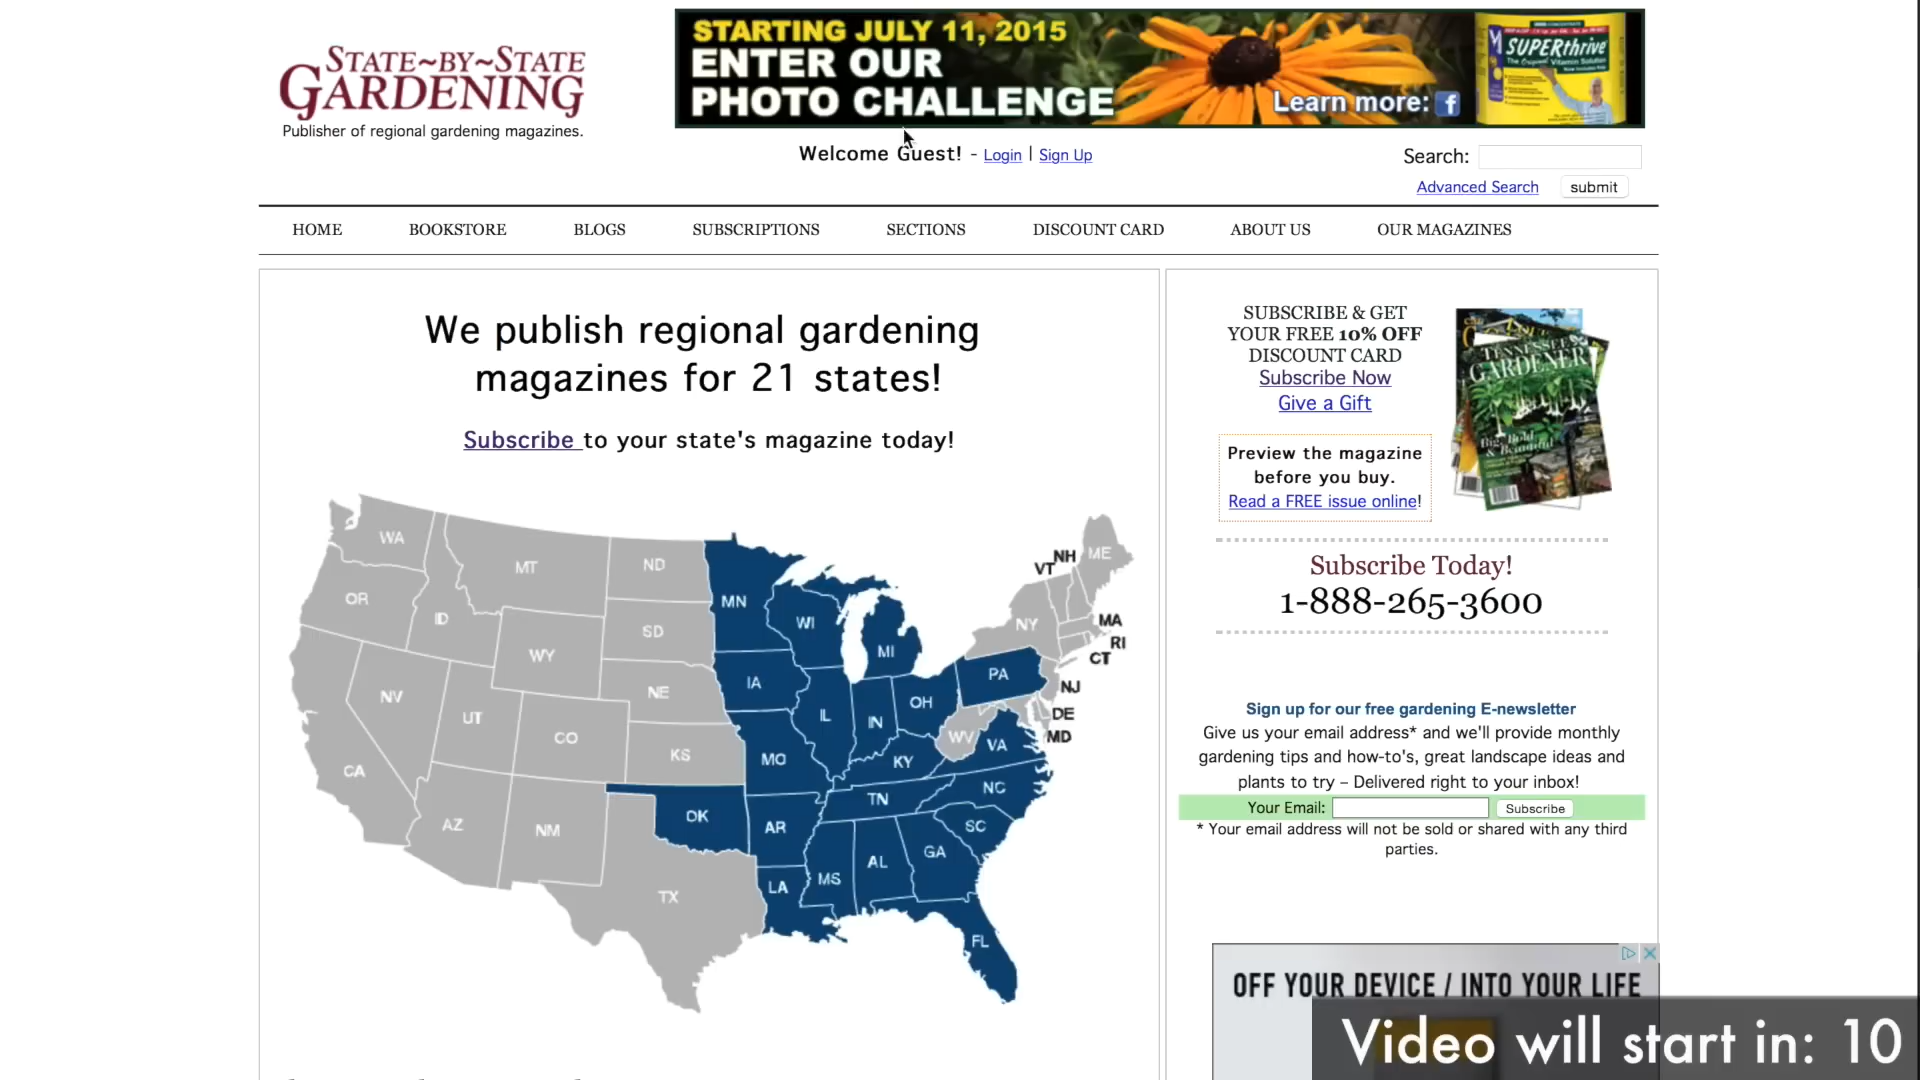 STATE~BY~STATE
GARDENING
Publisher of regional gardening magazines.
STARTING JULY 11, 2015
ENTER OUR
PHOTO CHALLENGE
Learn more: f
SUPERthrive
The Original Vitamin Solution
Welcome Guest! - Login | Sign Up
Search:
Advanced Search submit
HOME BOOKSTORE BLOGS SUBSCRIPTIONS SECTIONS DISCOUNT CARD ABOUT US OUR MAGAZINES
We publish regional gardening
magazines for 21 states!
Subscribe to your state's magazine today!
WA
MT
ND
MN
OR
ID
SD
WI
WY
MI
NH
VT
ME
NY
MA
RI
CT
NV
UT
NE
IA
PA
NJ
CO
IL
IN
OH
DE
MD
WV
VA
CA
KS
MO
KY
NC
AZ
NM
OK
AR
TN
SC
TX
LA
MS
AL
GA
FL
SUBSCRIBE & GET
YOUR FREE 10% OFF
DISCOUNT CARD
Subscribe Now
Give a Gift
TENNESSEE
GARDENER
Big, Bold
& Beautiful
Preview the magazine
before you buy.
Read a FREE issue online!
Subscribe Today!
1-888-265-3600
Sign up for our free gardening E-newsletter
Give us your email address* and we'll provide monthly
gardening tips and how-to's, great landscape ideas and
plants to try – Delivered right to your inbox!
Your Email: Subscribe
* Your email address will not be sold or shared with any third
parties.
OFF YOUR DEVICE / INTO YOUR LIFE
Video will start in: 10